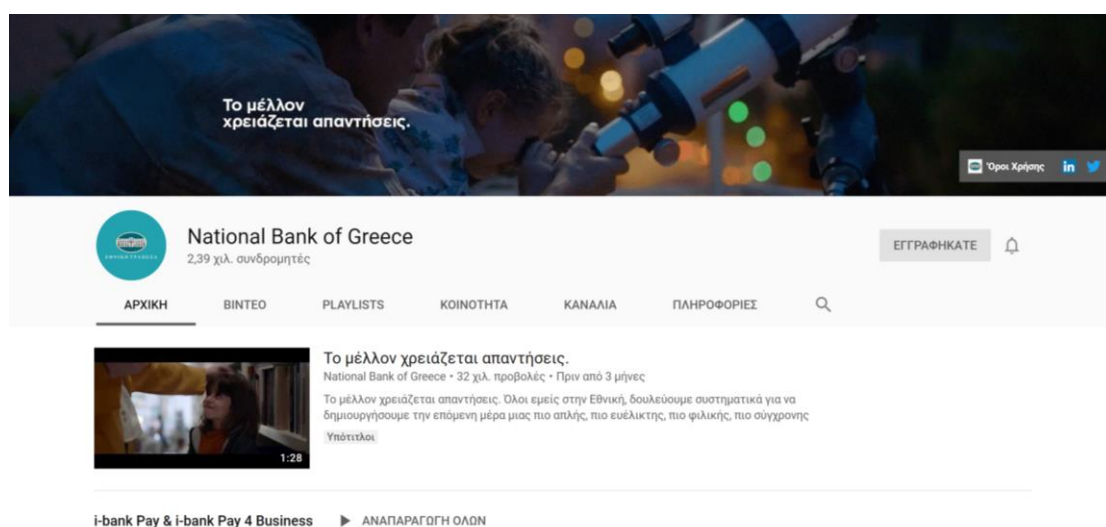 Το μέλλον
χρειάζεται απαντήσεις.
Όροι Χρήσης
in
ΕΘΝΙΚΗ ΤΡΑΠΕΖΑ
National Bank of Greece
2,39 χιλ. συνδρομητές
ΕΓΓΡΑΦΗΚΑΤΕ
ΑΡΧΙΚΗ ΒΙΝΤΕΟ PLAYLISTS ΚΟΙΝΟΤΗΤΑ ΚΑΝΑΛΙΑ ΠΛΗΡΟΦΟΡΙΕΣ
Το μέλλον χρειάζεται απαντήσεις.
National Bank of Greece • 32 χιλ. προβολές • Πριν από 3 μήνες
Το μέλλον χρειάζεται απαντήσεις. Όλοι εμείς στην Εθνική, δουλεύουμε συστηματικά για να
δημιουργήσουμε την επόμενη μέρα μιας πιο απλής, πιο ευέλικτης, πιο φιλικής, πιο σύγχρονης
Υπότιτλοι
1:28
i-bank Pay & i-bank Pay 4 Business ΑΝΑΠΑΡΑΓΩΓΗ ΟΛΩΝ